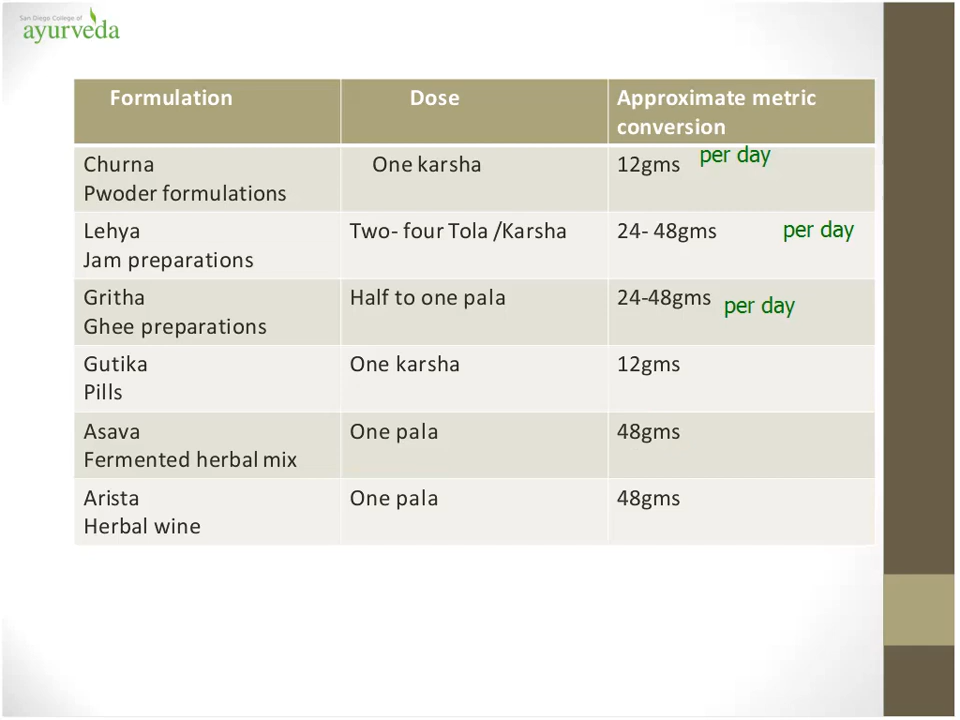 San Diego College of
ayurveda
Formulation Dose Approximate metric
conversion
Churna One karsha 12gms per day
Pwoder formulations
Lehya Two- four Tola /Karsha 24- 48gms per day
Jam preparations
Gritha Half to one pala 24-48gms per day
Ghee preparations
Gutika One karsha 12gms
Pills
Asava One pala 48gms
Fermented herbal mix
Arista One pala 48gms
Herbal wine